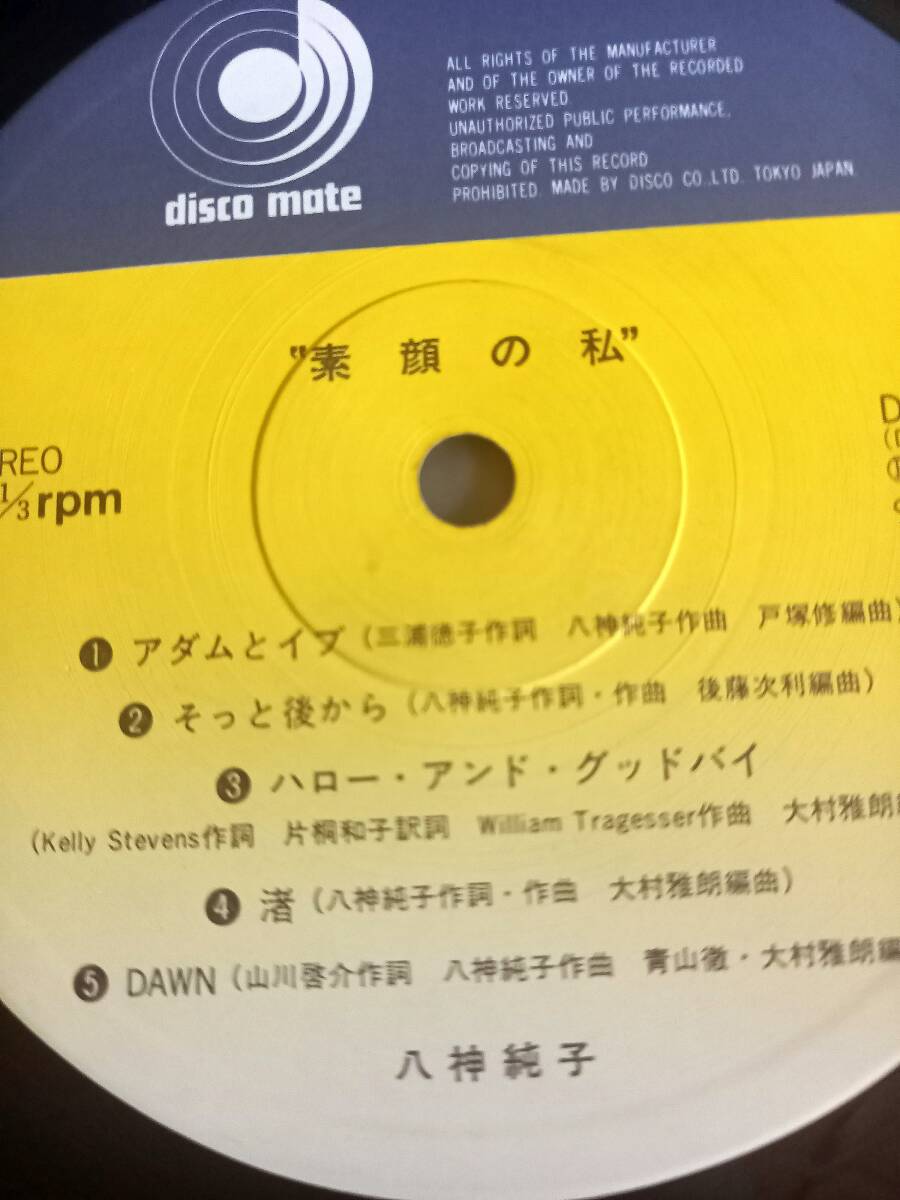 disco mate
ALL RIGHTS OF THE MANUFACTURER
AND OF THE OWNER OF THE RECORDED
WORK RESERVED
UNAUTHORIZED PUBLIC PERFORMANCE,
BROADCASTING AND
COPYING OF THIS RECORD
PROHIBITED. MADE BY DISCO CO.,LTD. TOKYO JAPAN.
"素顔の私"
REO
1/3 rpm
D
❶ アダムとイブ (三浦徳子作詞 八神純子作曲 戸塚修編曲)
❷ そっと後から (八神純子作詞・作曲 後藤次利編曲)
❸ ハロー・アンド・グッドバイ
(Kelly Stevens作詞 片桐和子訳詞 William Tragesser作曲 大村雅朗
❹ 渚 (八神純子作詞・作曲 大村雅朗編曲)
❺ DAWN (山川啓介作詞 八神純子作曲 青山徹・大村雅朗編
八神純子